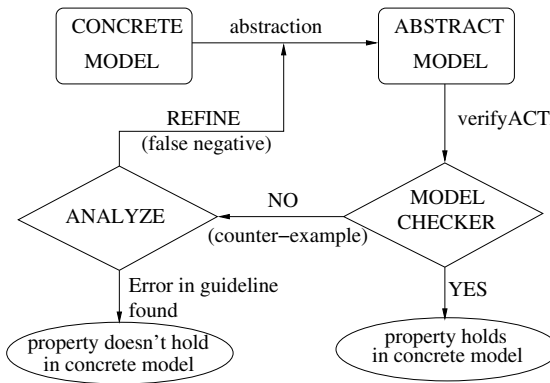 CONCRETE
MODEL
abstraction
ABSTRACT
MODEL
REFINE
(false negative)
verifyACTL
ANALYZE
NO
(counter−example)
MODEL
CHECKER
Error in guideline
found
YES
property doesn't hold
in concrete model
property holds
in concrete model